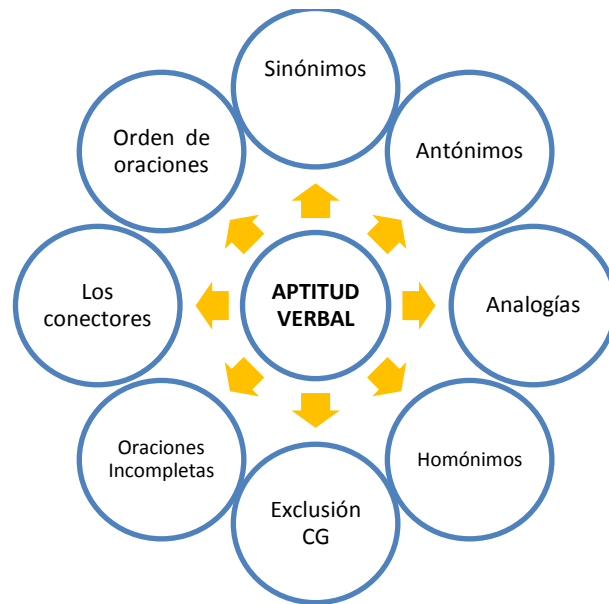 Sinónimos
Orden de
oraciones
Antónimos
Los
conectores
APTITUD
VERBAL
Analogías
Oraciones
Incompletas
Homónimos
Exclusión
CG